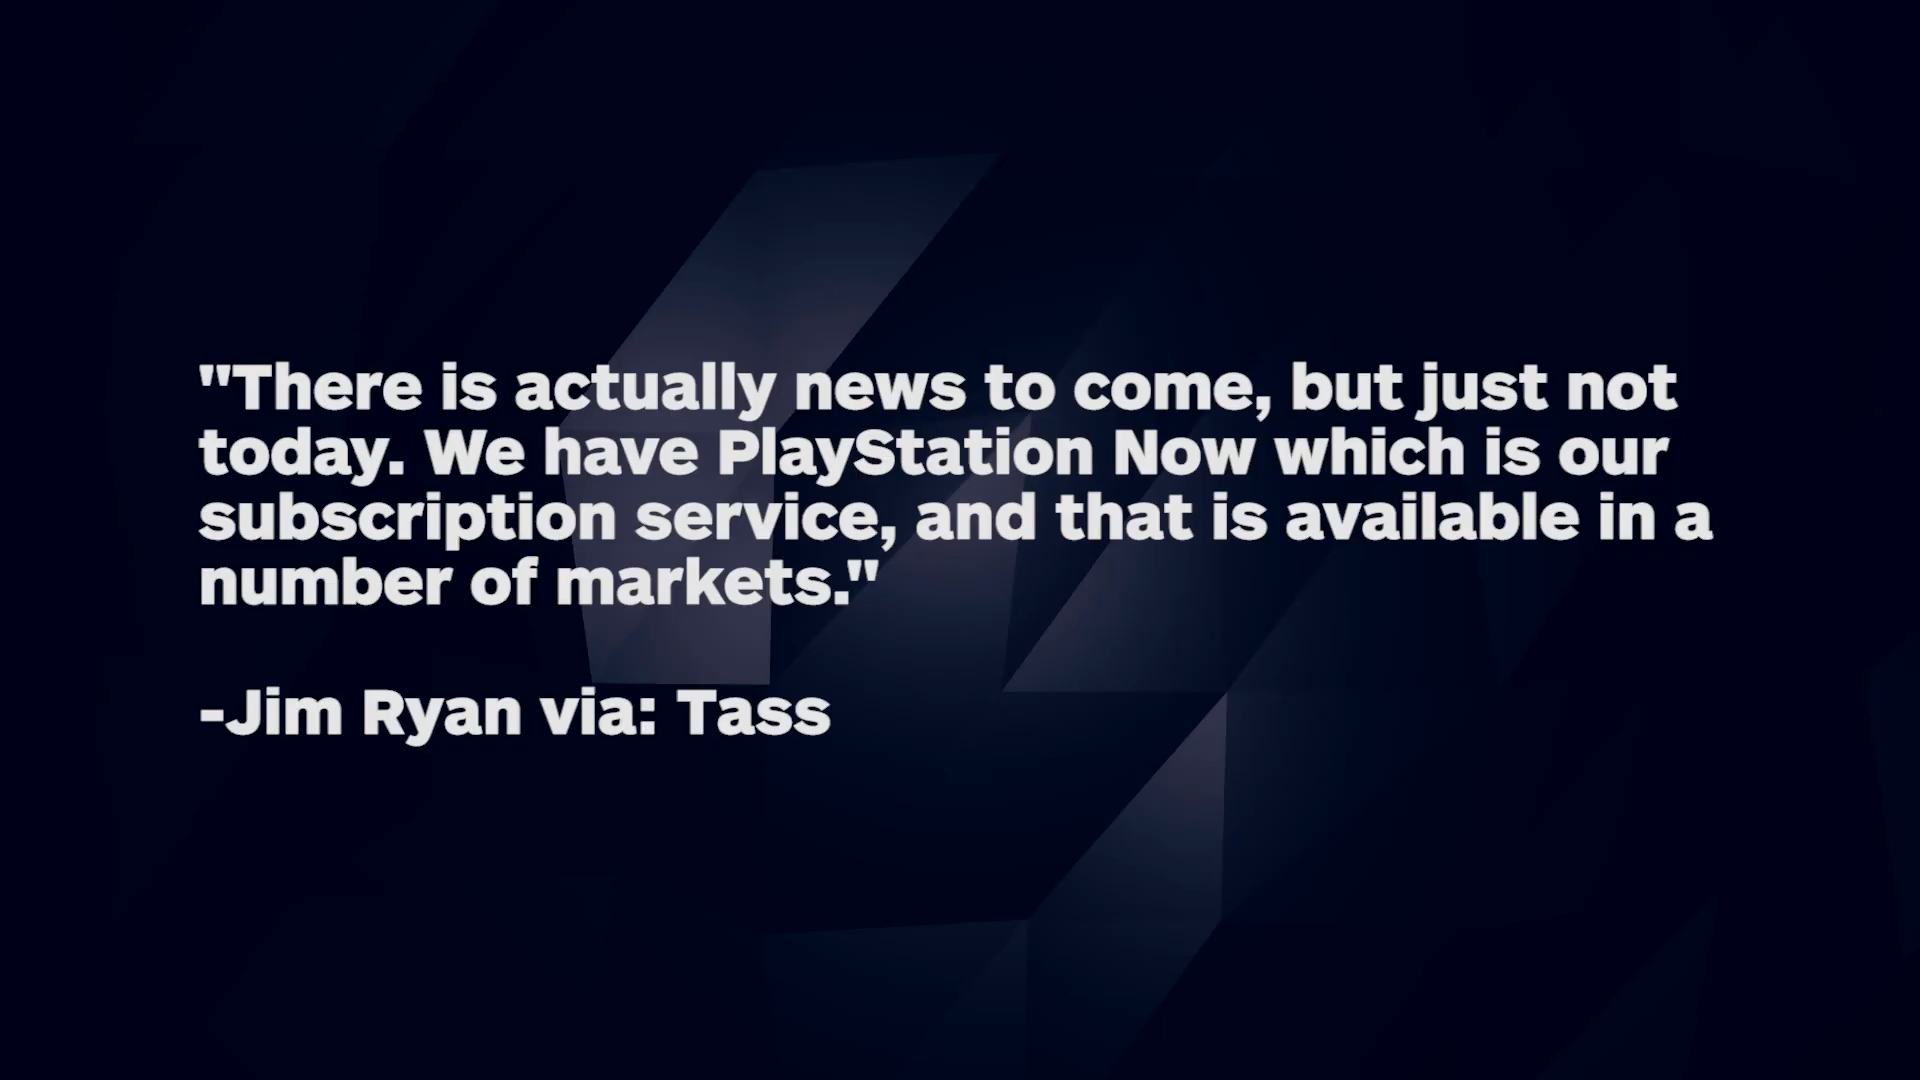 "There is actually news to come, but just not
today. We have PlayStation Now which is our
subscription service, and that is available in a
number of markets."
-Jim Ryan via: Tass